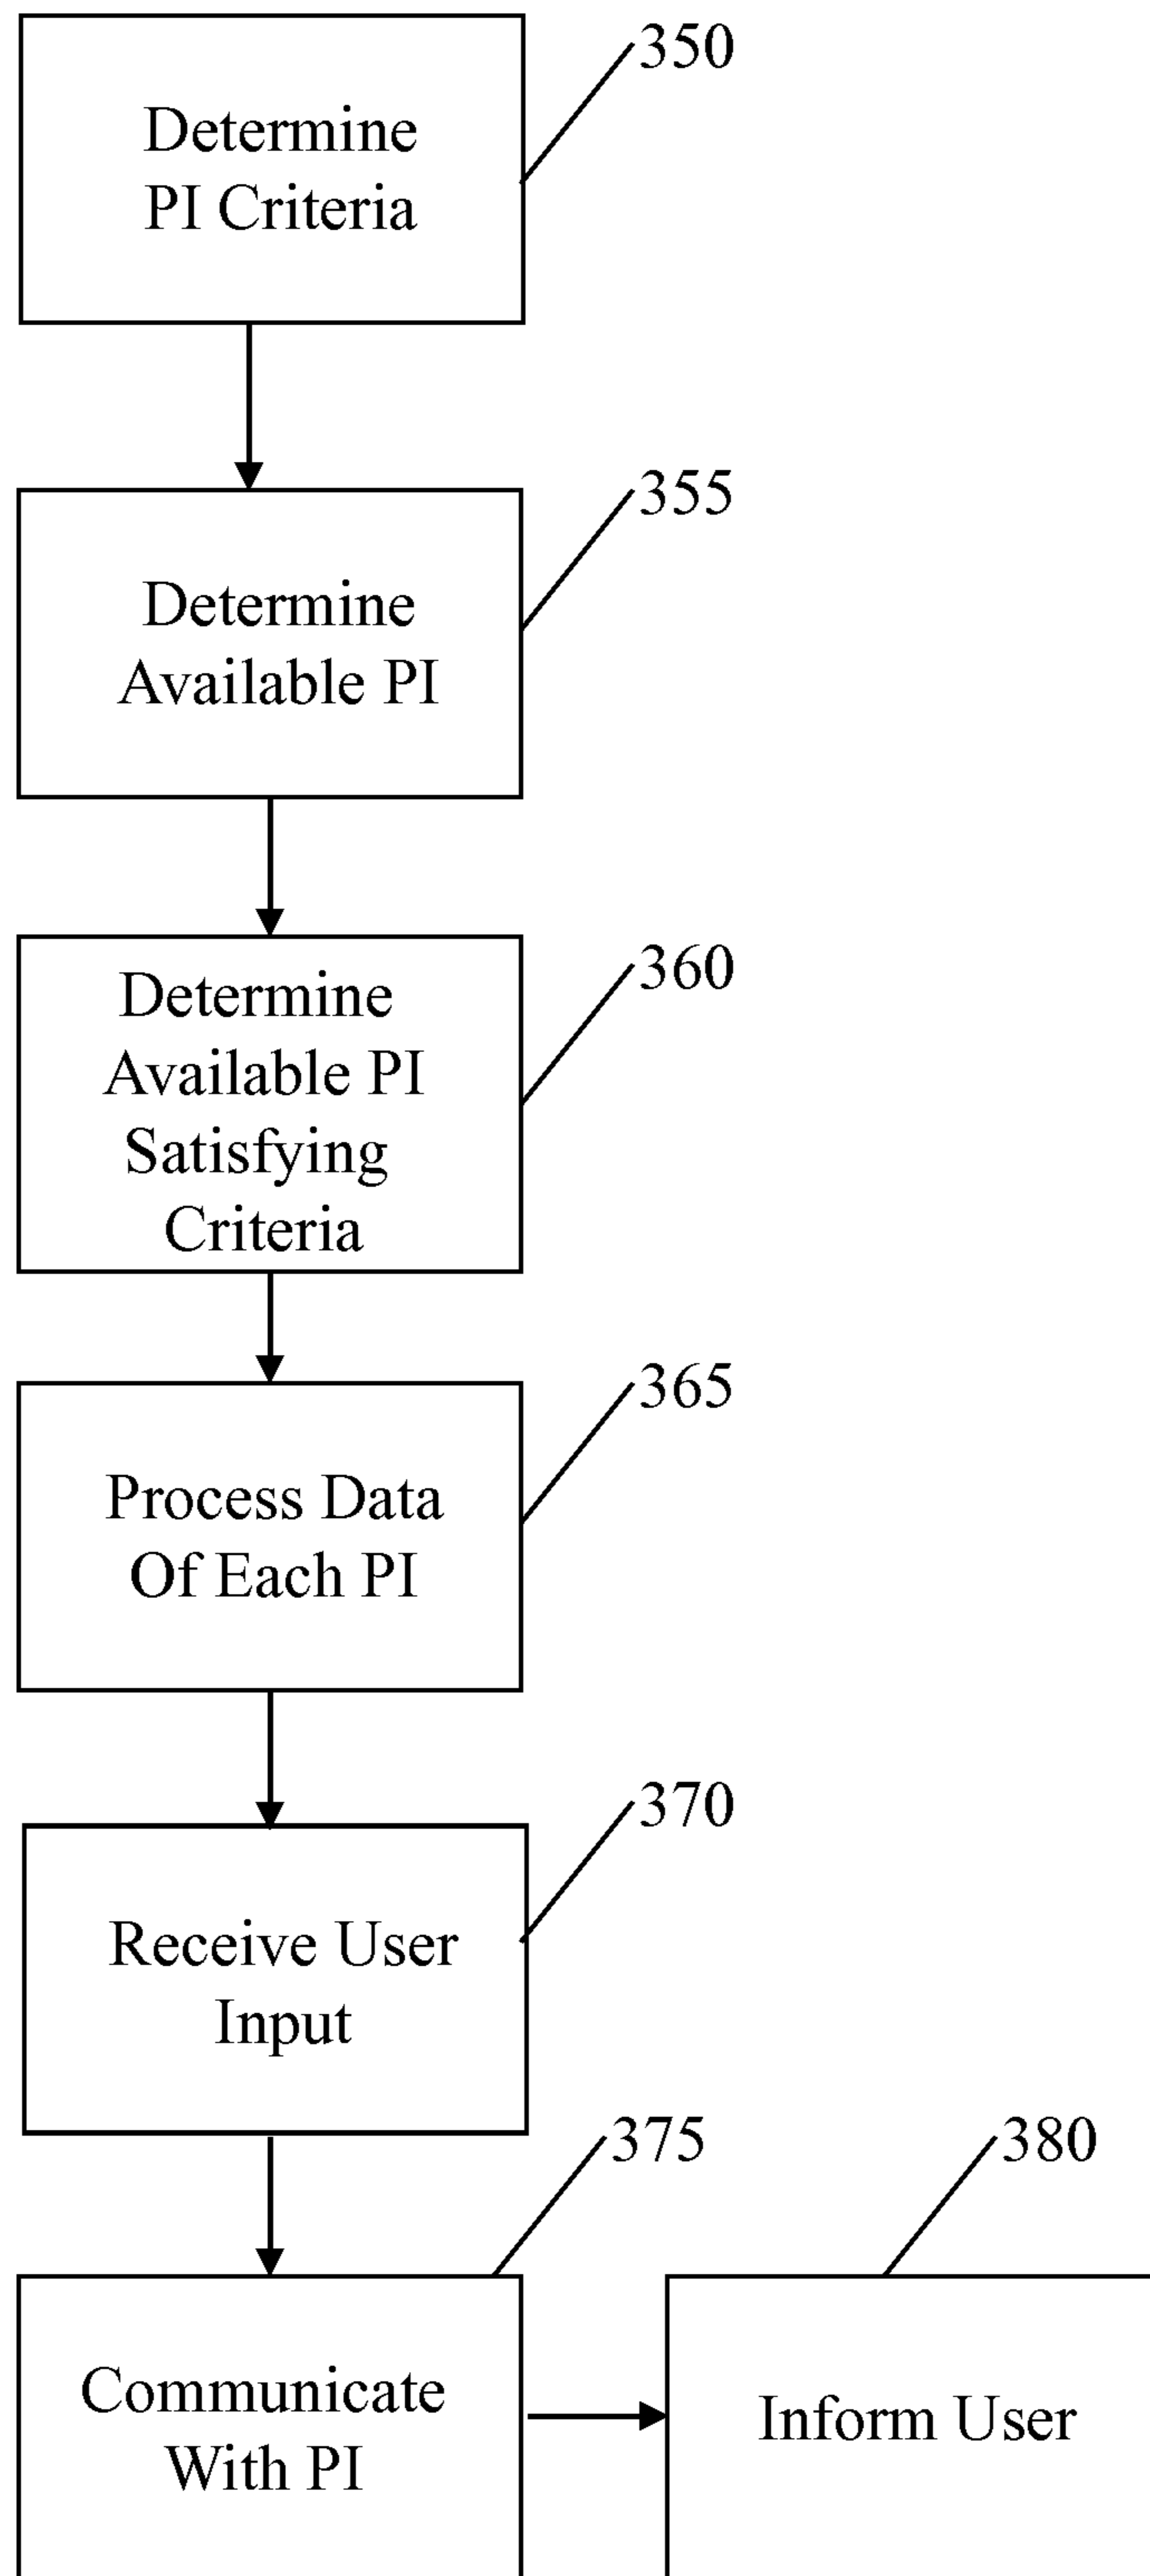 350
Determine
PI Criteria
355
Determine
Available PI
360
Determine
Available PI
Satisfying
Criteria
365
Process Data
Of Each PI
370
Receive User
Input
375
380
Communicate
With PI
Inform User